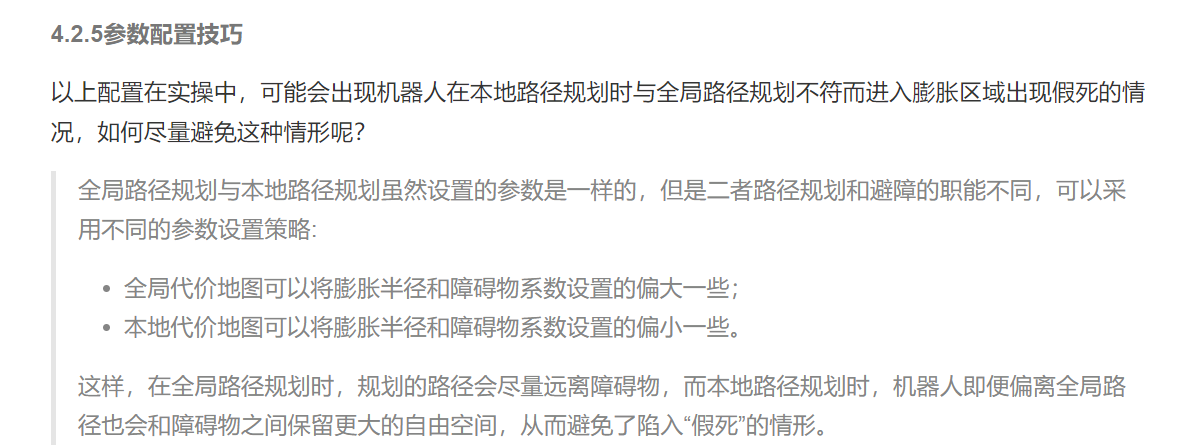 4.2.5参数配置技巧
以上配置在实操中，可能会出现机器人在本地路径规划时与全局路径规划不符而进入膨胀区域出现假死的情
况，如何尽量避免这种情形呢？
全局路径规划与本地路径规划虽然设置的参数是一样的，但是二者路径规划和避障的职能不同，可以采
用不同的参数设置策略:
• 全局代价地图可以将膨胀半径和障碍物系数设置的偏大一些；
• 本地代价地图可以将膨胀半径和障碍物系数设置的偏小一些。
这样，在全局路径规划时，规划的路径会尽量远离障碍物，而本地路径规划时，机器人即便偏离全局路
径也会和障碍物之间保留更大的自由空间，从而避免了陷入“假死”的情形。